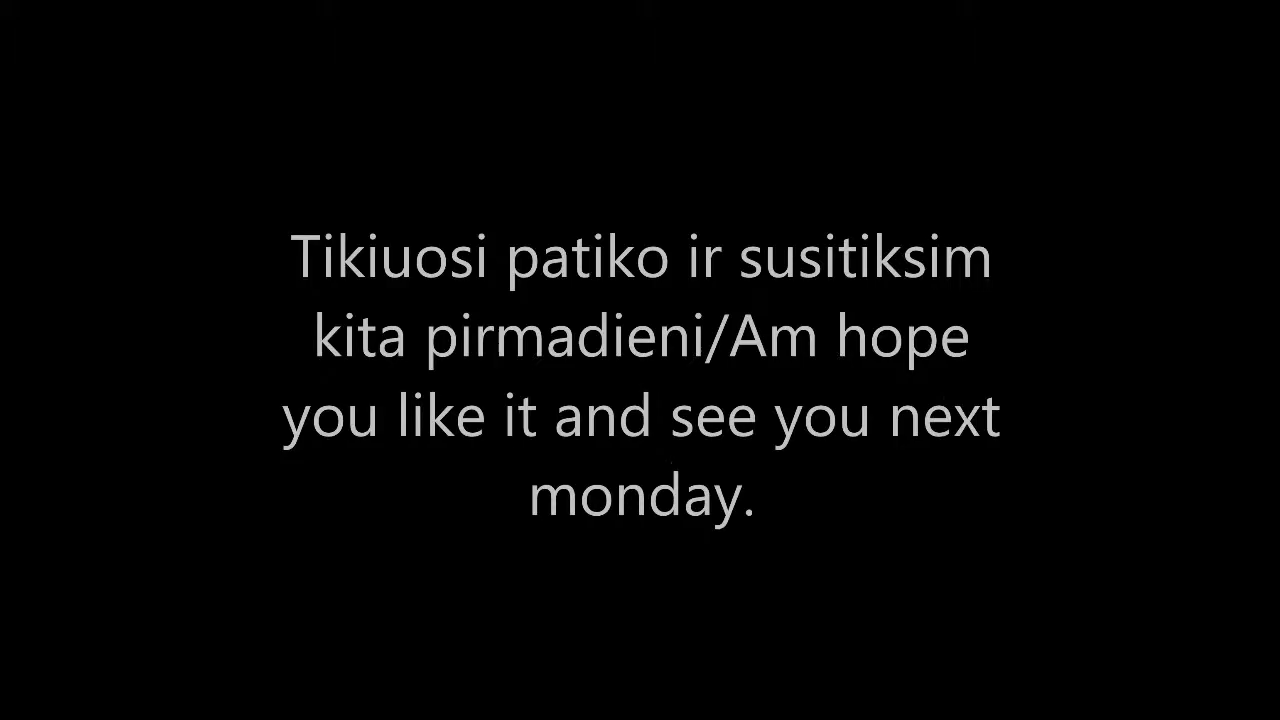 Tikiuosi patiko ir susitiksim
kita pirmadieni/Am hope
you like it and see you next
monday.